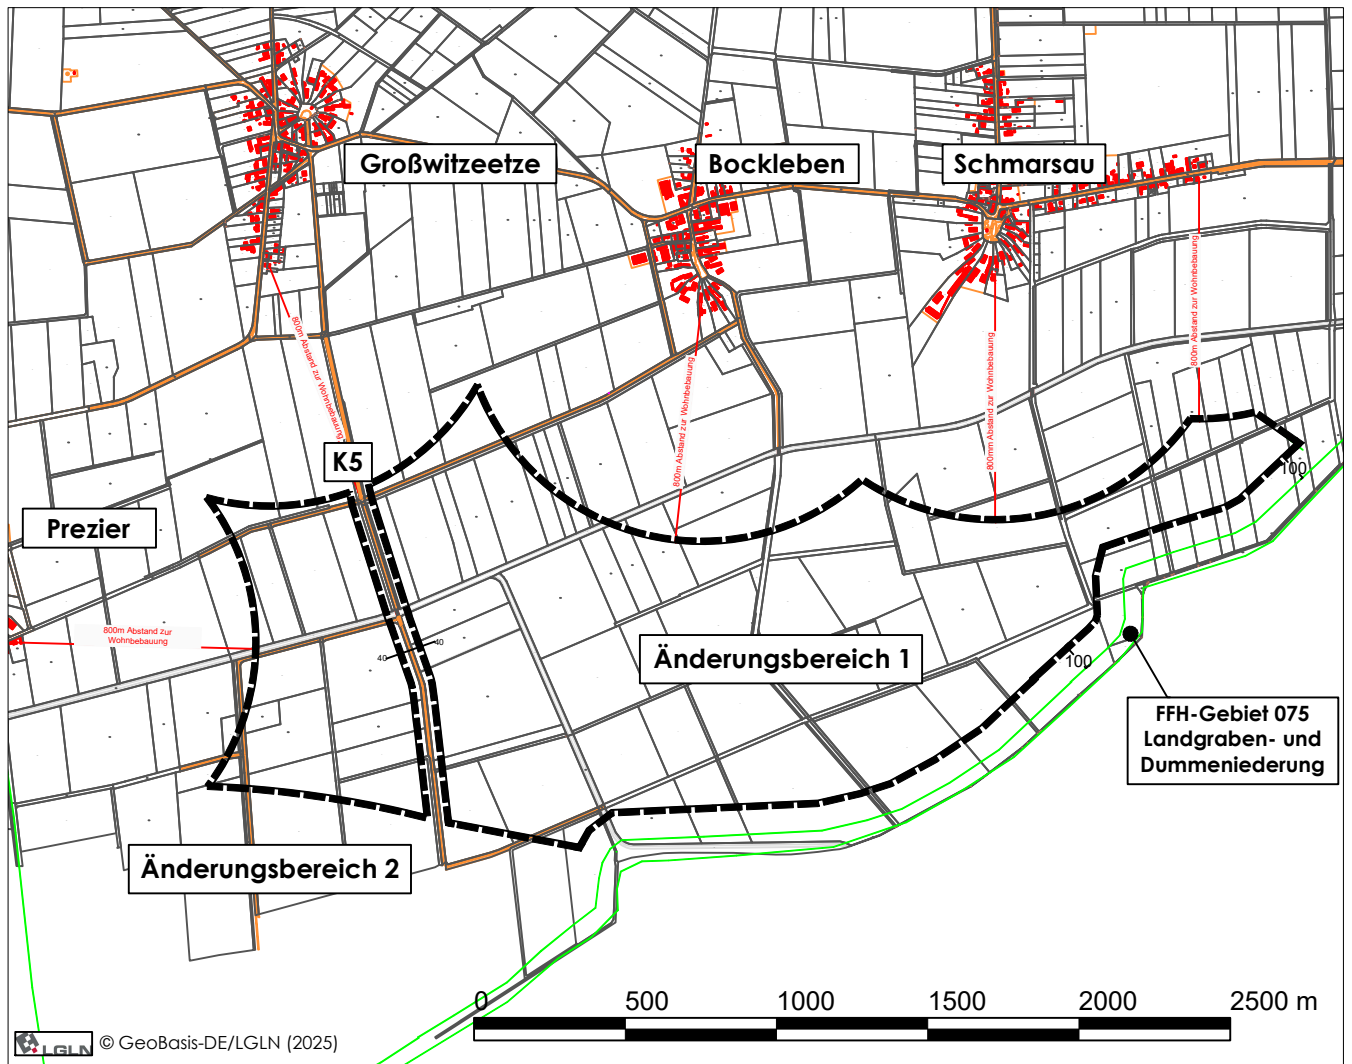 Großwitzeetze
Bockleben
Schmarsau
800m Abstand zur Wohnbebauung
800m Abstand zur Wohnbebauung
800m Abstand zur Wohnbebauung
800mm Abstand zur Wohnbebauung
K5
100
Prezier
800m Abstand zur
Wohnbebauung
40
40
Änderungsbereich 1
100
FFH-Gebiet 075
Landgraben- und
Dummeniederung
Änderungsbereich 2
0 500 1000 1500 2000 2500 m
LGLN © GeoBasis-DE/LGLN (2025)